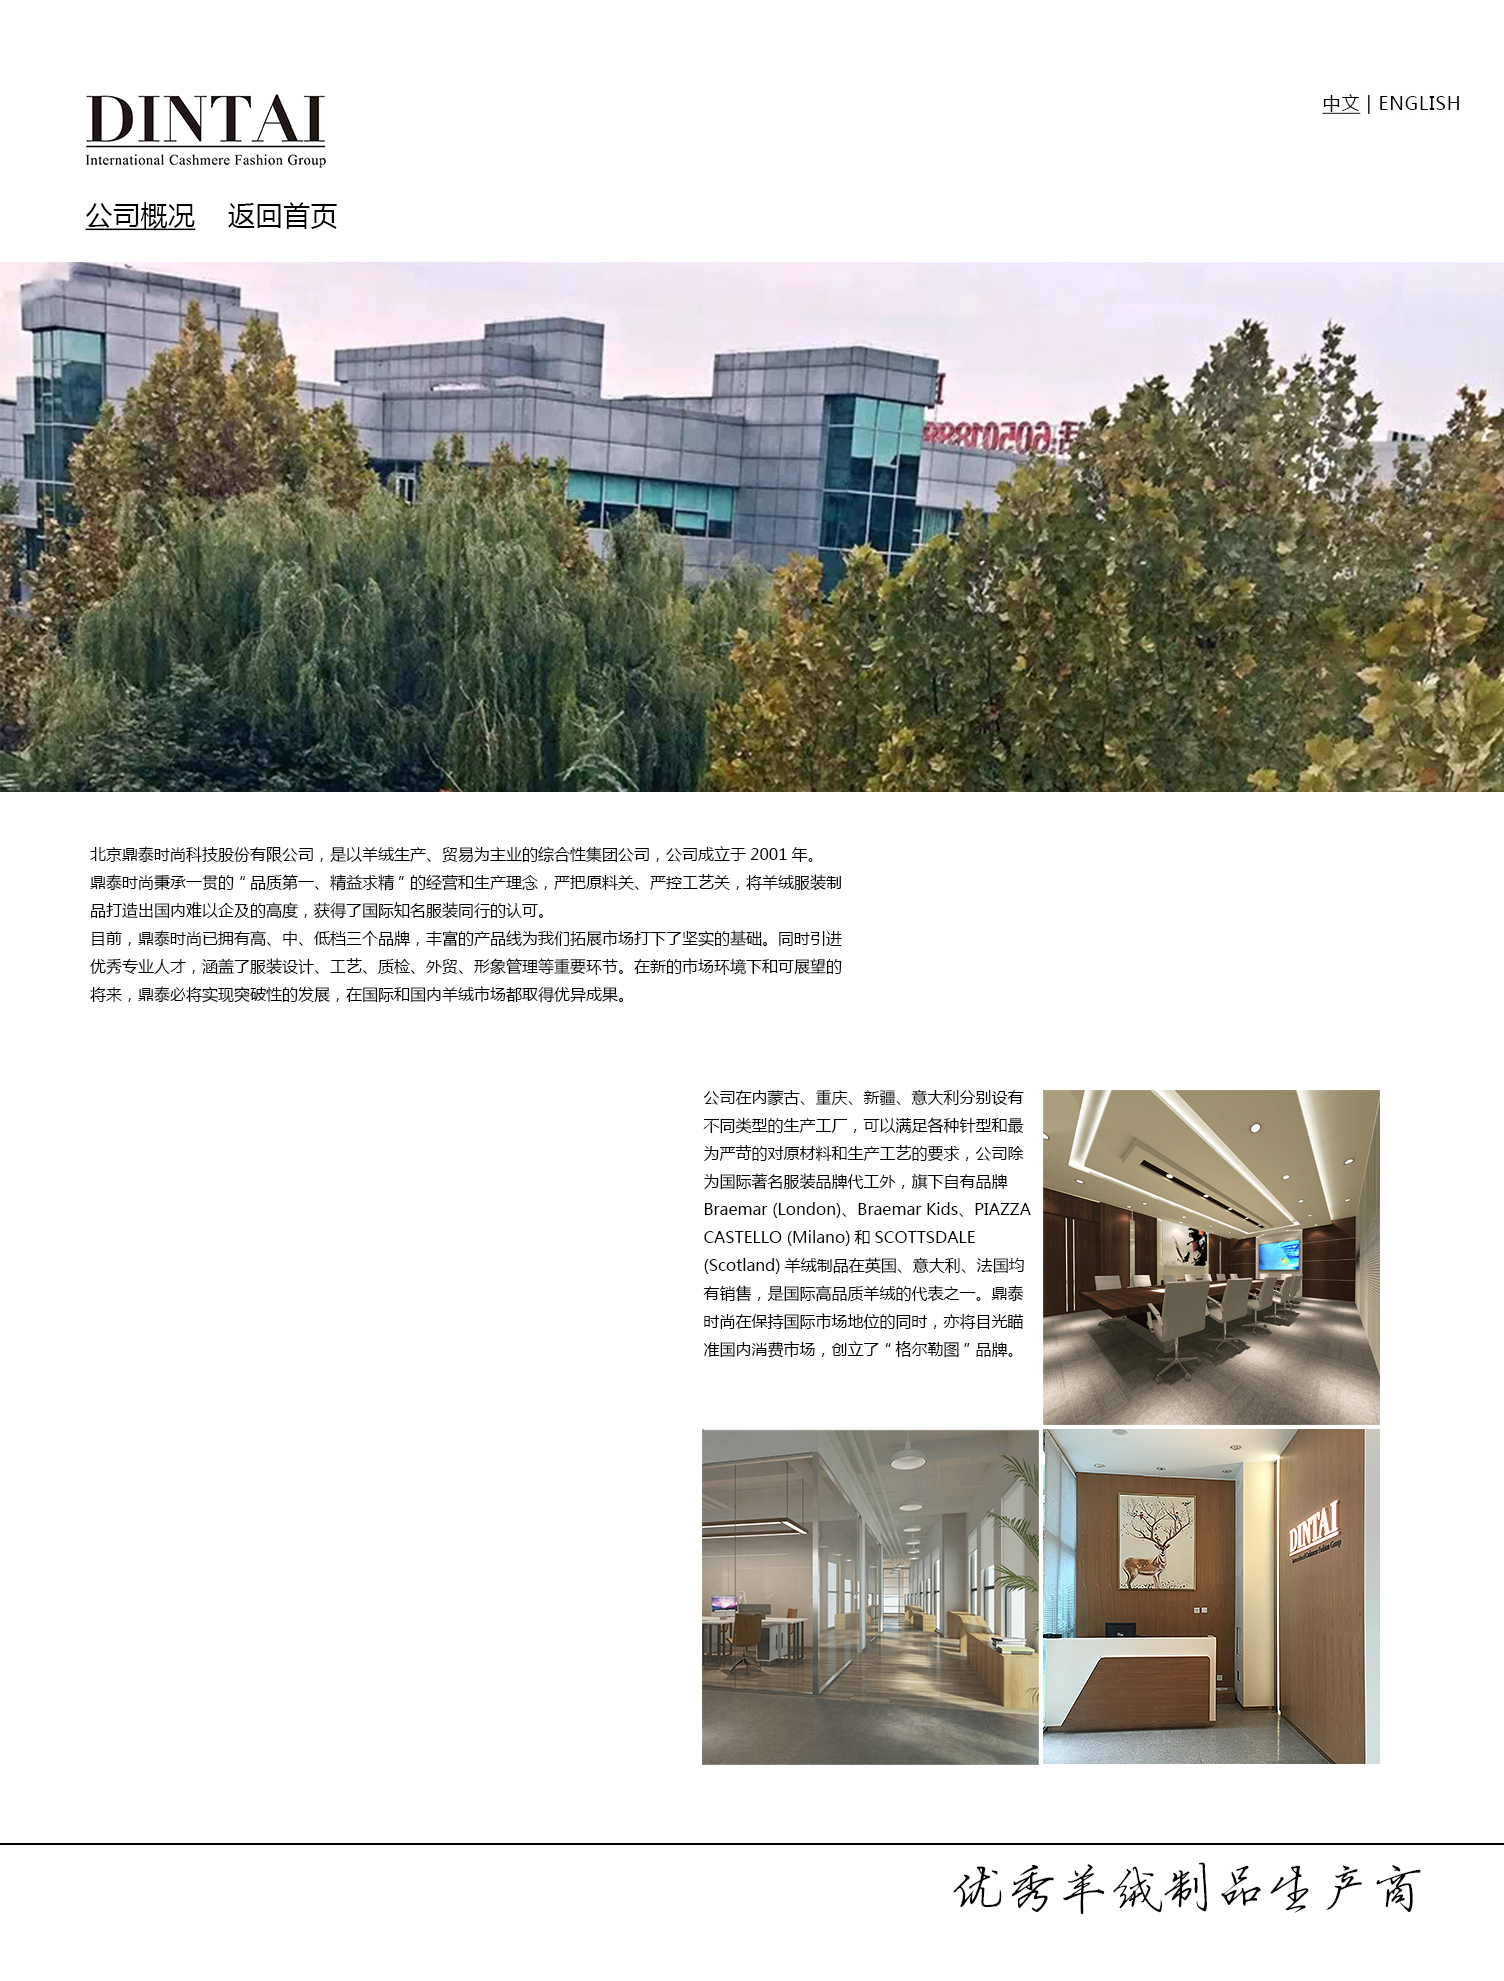 DINTAI
International Cashmere Fashion Group
中文 | ENGLISH
公司概况 返回首页
北京鼎泰时尚科技股份有限公司，是以羊绒生产、贸易为主业的综合性集团公司，公司成立于 2001 年。
鼎泰时尚秉承一贯的 " 品质第一、精益求精 " 的经营和生产理念，严把原料关、严控工艺关，将羊绒服装制
品打造出国内难以企及的高度，获得了国际知名服装同行的认可。
目前，鼎泰时尚已拥有高、中、低档三个品牌，丰富的产品线为我们拓展市场打下了坚实的基础。同时引进
优秀专业人才，涵盖了服装设计、工艺、质检、外贸、形象管理等重要环节。在新的市场环境下和可展望的
将来，鼎泰必将实现突破性的发展，在国际和国内羊绒市场都取得优异成果。
公司在内蒙古、重庆、新疆、意大利分别设有
不同类型的生产工厂，可以满足各种针型和最
为严苛的对原材料和生产工艺的要求，公司除
为国际著名服装品牌代工外，旗下自有品牌
Braemar (London)、Braemar Kids、PIAZZA
CASTELLO (Milano) 和 SCOTTSDALE
(Scotland) 羊绒制品在英国、意大利、法国均
有销售，是国际高品质羊绒的代表之一。鼎泰
时尚在保持国际市场地位的同时，亦将目光瞄
准国内消费市场，创立了 " 格尔勒图 " 品牌。
DINTAI
International Cashmere Fashion Group
优秀羊绒制品生产商